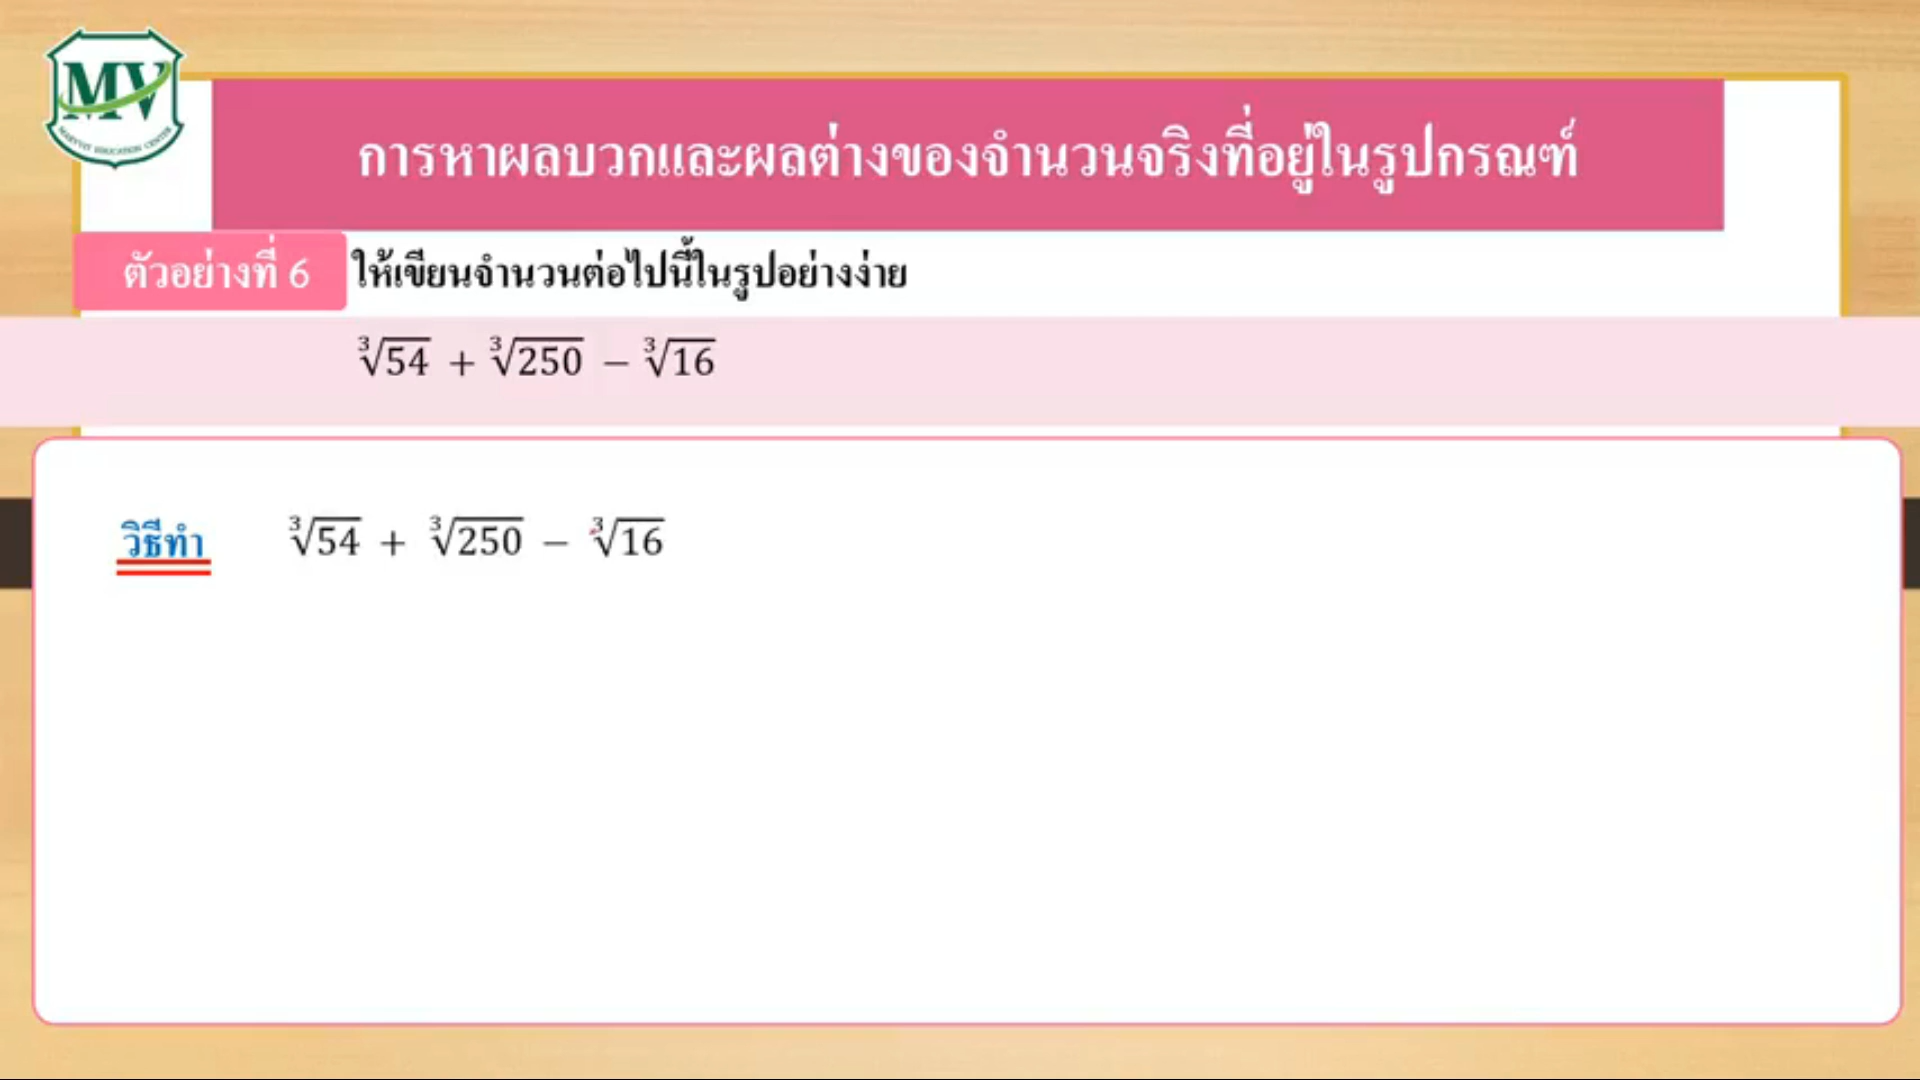 MV
MARYVIT EDUCATION CENTER
การหาผลบวกและผลต่างของจำนวนจริงที่อยู่ในรูปกรณฑ์
ตัวอย่างที่ 6 ให้เขียนจำนวนต่อไปนี้ในรูปอย่างง่าย
∛54 + ∛250 − ∛16
วิธีทำ ∛54 + ∛250 − ∛16